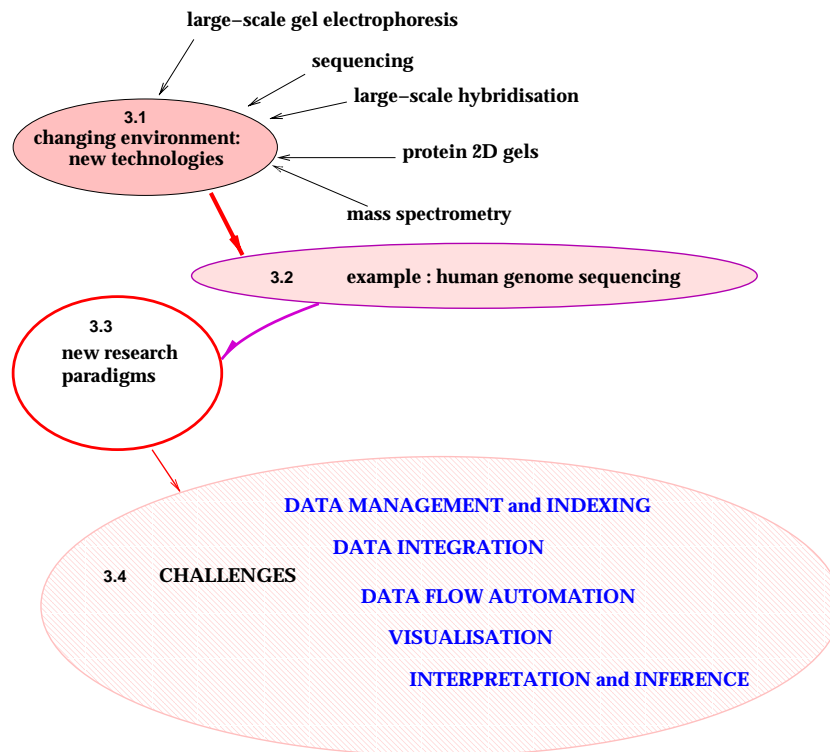 large−scale gel electrophoresis
sequencing
large−scale hybridisation
3.1
changing environment:
new technologies
protein 2D gels
mass spectrometry
3.2 example : human genome sequencing
3.3
new research
paradigms
DATA MANAGEMENT and INDEXING
DATA INTEGRATION
3.4 CHALLENGES
DATA FLOW AUTOMATION
VISUALISATION
INTERPRETATION and INFERENCE